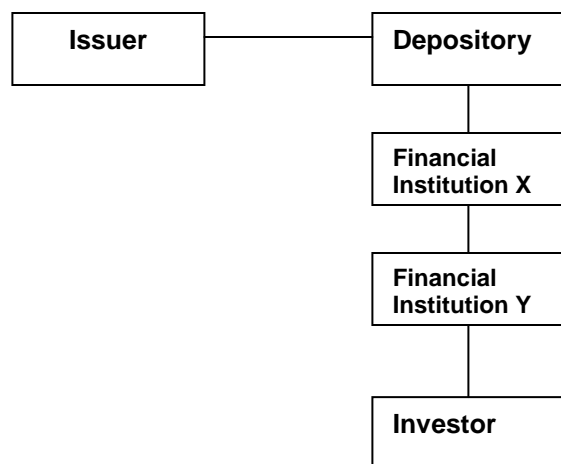 Issuer
Depository
Financial
Institution X
Financial
Institution Y
Investor